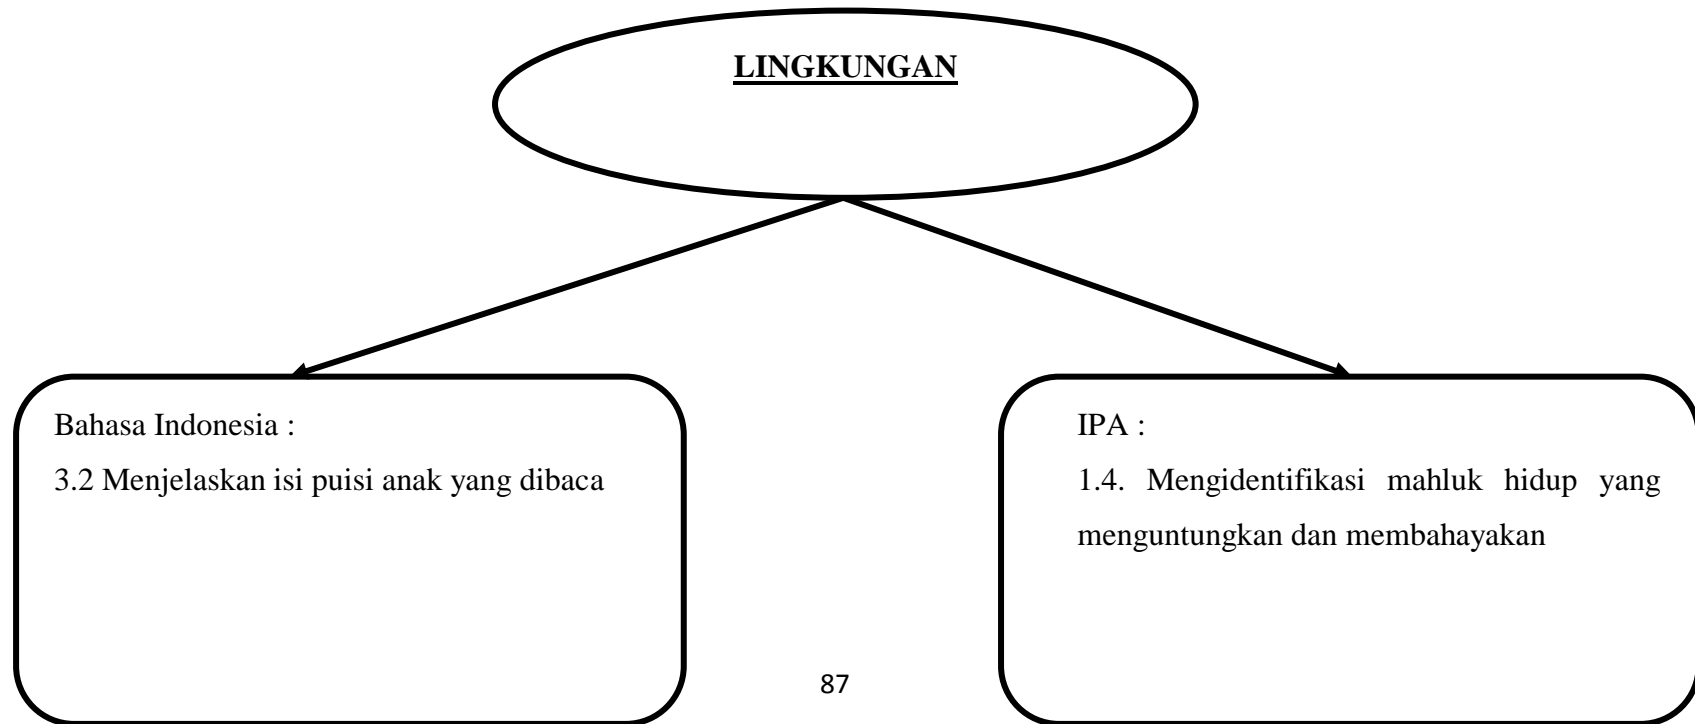 LINGKUNGAN
Bahasa Indonesia :
3.2 Menjelaskan isi puisi anak yang dibaca
IPA :
1.4. Mengidentifikasi mahluk hidup yang
menguntungkan dan membahayakan
87